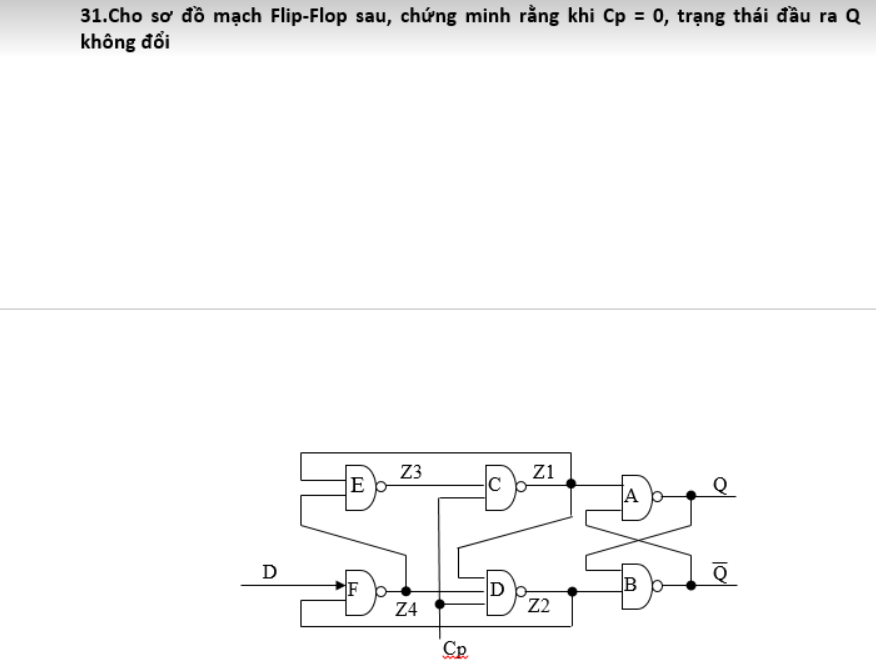 31.Cho sơ đồ mạch Flip-Flop sau, chứng minh rằng khi Cp = 0, trạng thái đầu ra Q
không đổi
Z3
Z1
Q
E
C
A
D
Q̅
F
D
B
Z4
Z2
Cp